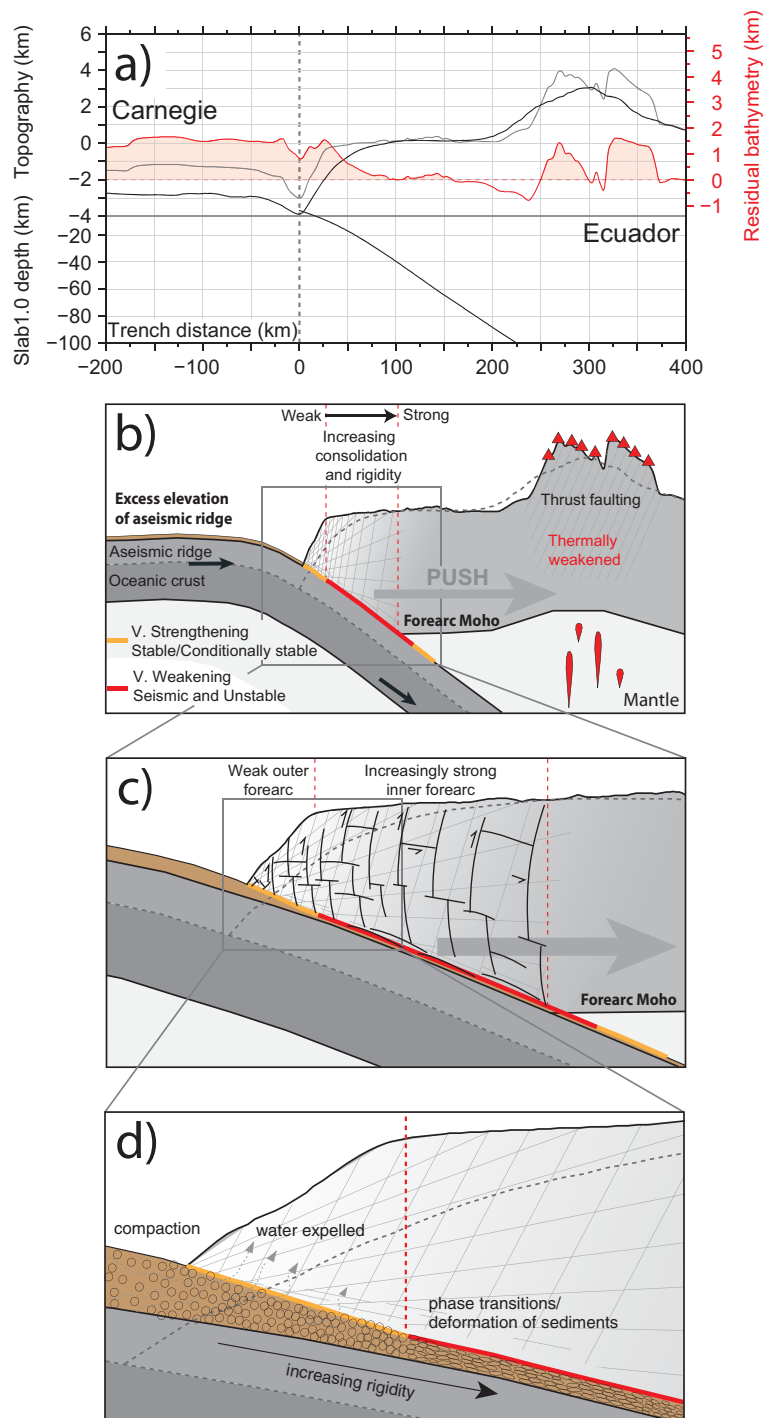 a)
Carnegie
Ecuador
Topography (km)
6
4
2
0
−2
−4
Slab1.0 depth (km)
−20
−40
−60
−80
−100
Residual bathymetry (km)
5
4
3
2
1
0
−1
Trench distance (km)
−200
−100
0
100
200
300
400
b)
Weak
Strong
Increasing
consolidation
and rigidity
Excess elevation
of aseismic ridge
Aseismic ridge
Oceanic crust
Thrust faulting
Thermally
weakened
PUSH
Forearc Moho
V. Strengthening
Stable/Conditionally stable
V. Weakening
Seismic and Unstable
Mantle
c)
Weak outer
forearc
Increasingly strong
inner forearc
Forearc Moho
d)
compaction
water expelled
phase transitions/
deformation of sediments
increasing rigidity